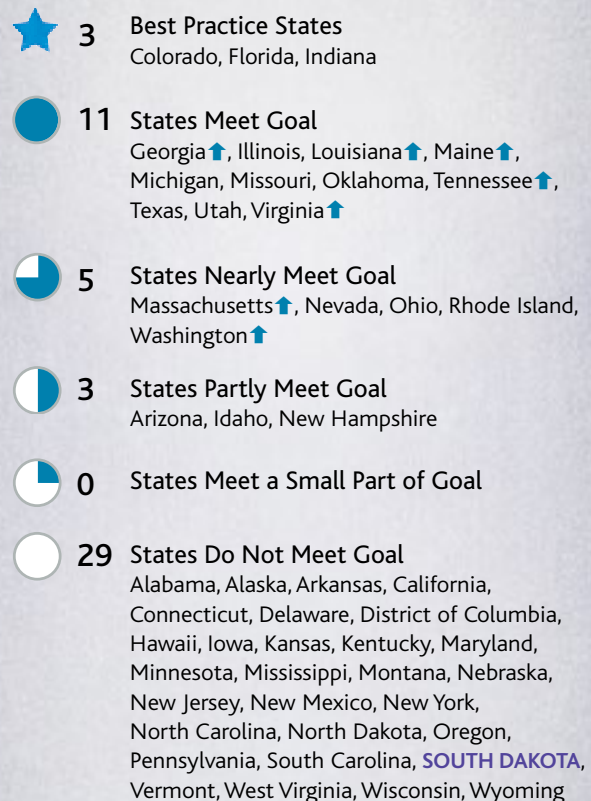 3 Best Practice States
Colorado, Florida, Indiana
11 States Meet Goal
Georgia⬆, Illinois, Louisiana⬆, Maine⬆,
Michigan, Missouri, Oklahoma, Tennessee⬆,
Texas, Utah, Virginia⬆
5 States Nearly Meet Goal
Massachusetts⬆, Nevada, Ohio, Rhode Island,
Washington⬆
3 States Partly Meet Goal
Arizona, Idaho, New Hampshire
0 States Meet a Small Part of Goal
29 States Do Not Meet Goal
Alabama, Alaska, Arkansas, California,
Connecticut, Delaware, District of Columbia,
Hawaii, Iowa, Kansas, Kentucky, Maryland,
Minnesota, Mississippi, Montana, Nebraska,
New Jersey, New Mexico, New York,
North Carolina, North Dakota, Oregon,
Pennsylvania, South Carolina, SOUTH DAKOTA,
Vermont, West Virginia, Wisconsin, Wyoming